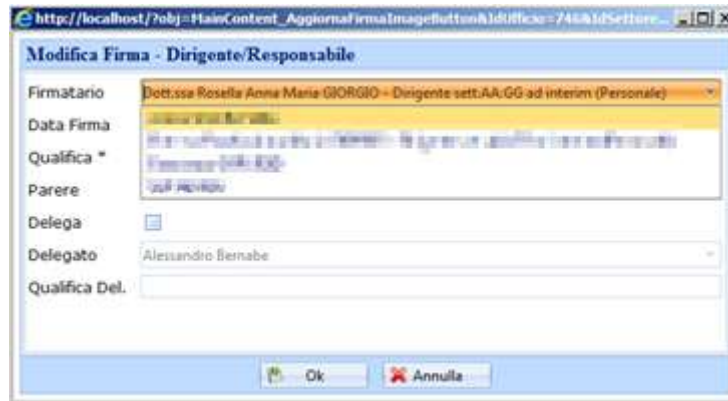 http://localhost/?obj=MainContent_AggiornaFirmaImageButton&IdUfficio=746&IdSettore...
Modifica Firma - Dirigente/Responsabile
Firmatario
Dott.ssa Rosella Anna Maria GIORGIO - Dirigente sett.AA.GG ad interim (Personale)
Data Firma
Qualifica *
Parere
Delega
Delegato
Alessandro Bernabe
Qualifica Del.
Ok
Annulla